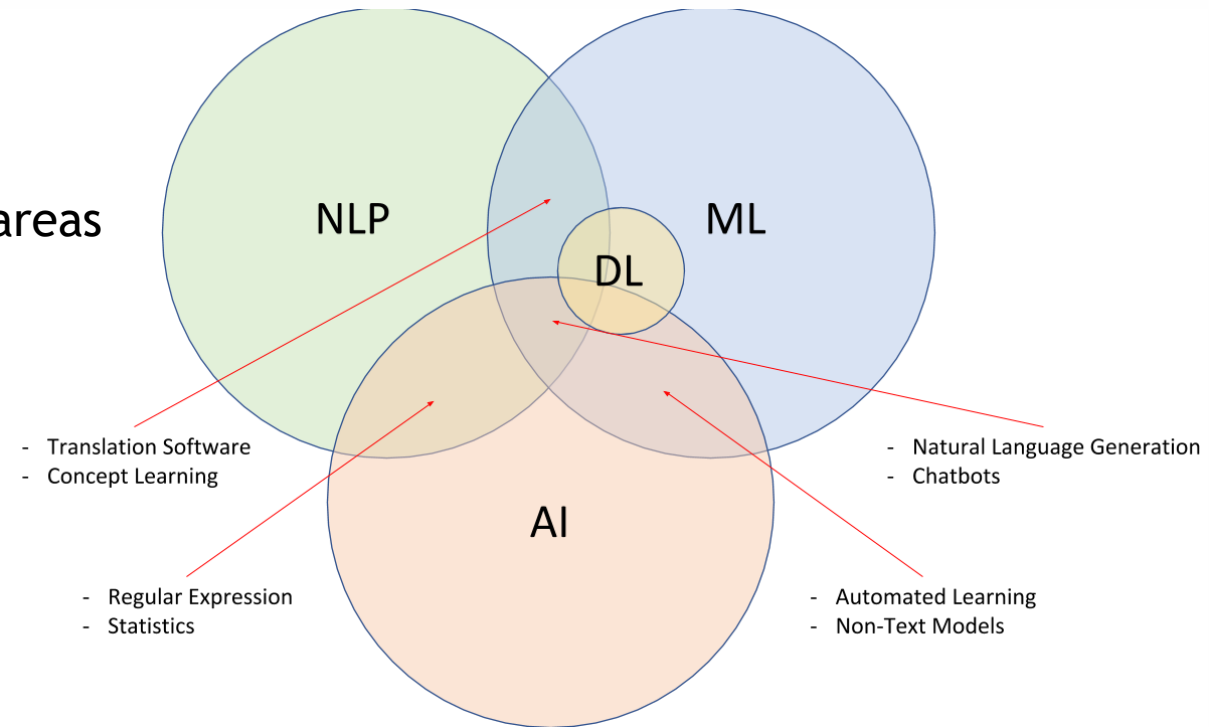 areas
NLP
ML
DL
AI
- Translation Software
- Concept Learning
- Natural Language Generation
- Chatbots
- Regular Expression
- Statistics
- Automated Learning
- Non-Text Models